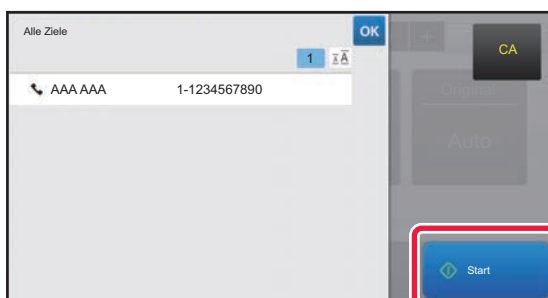 Alle Ziele
OK
CA
1
AAA AAA 1-1234567890
Original
Auto
Start